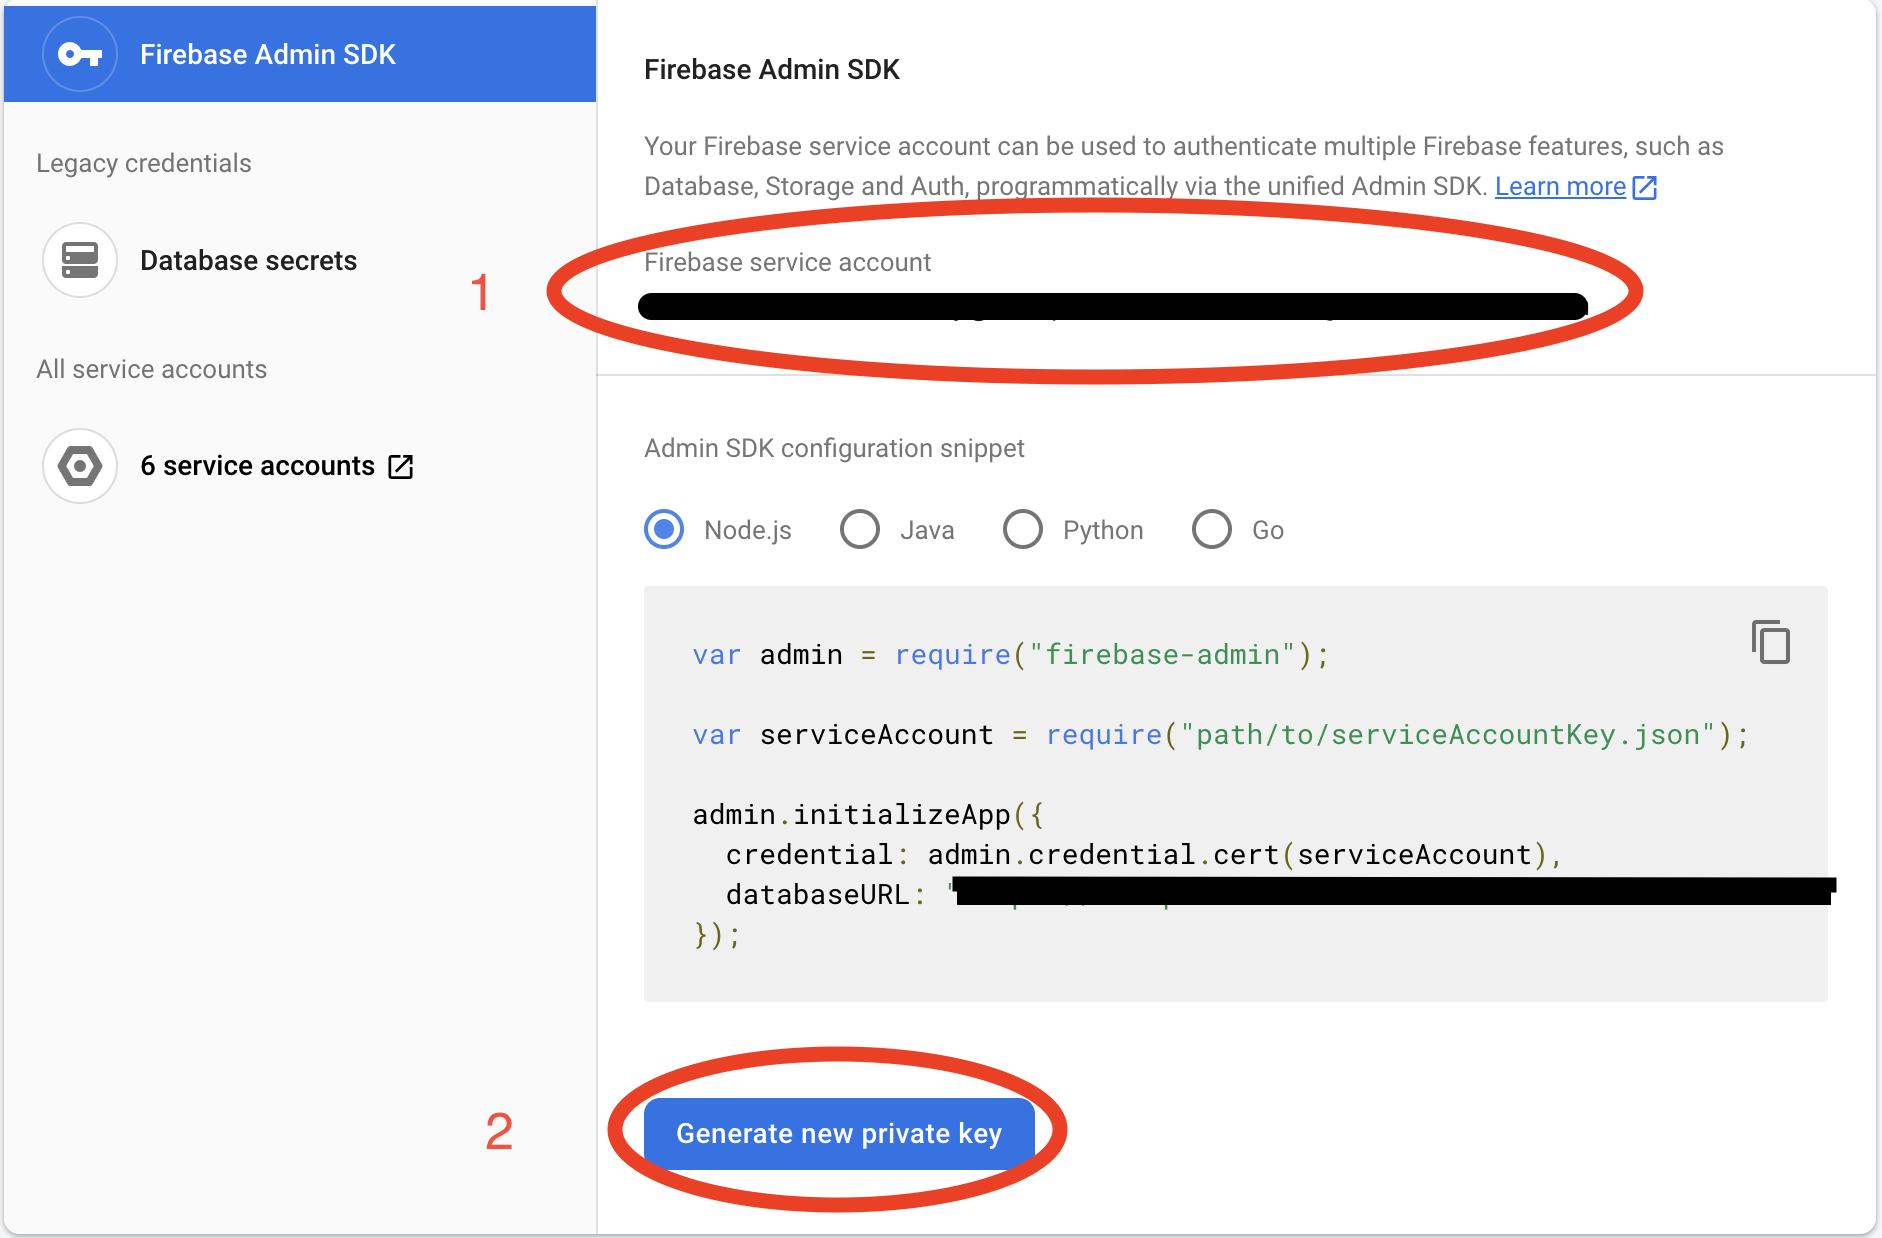 Firebase Admin SDK
Legacy credentials
Database secrets
All service accounts
6 service accounts
Firebase Admin SDK
Your Firebase service account can be used to authenticate multiple Firebase features, such as
Database, Storage and Auth, programmatically via the unified Admin SDK. Learn more
1
Firebase service account
Admin SDK configuration snippet
Node.js Java Python Go
var admin = require("firebase-admin");
var serviceAccount = require("path/to/serviceAccountKey.json");
admin.initializeApp({
credential: admin.credential.cert(serviceAccount),
databaseURL: "
});
2
Generate new private key